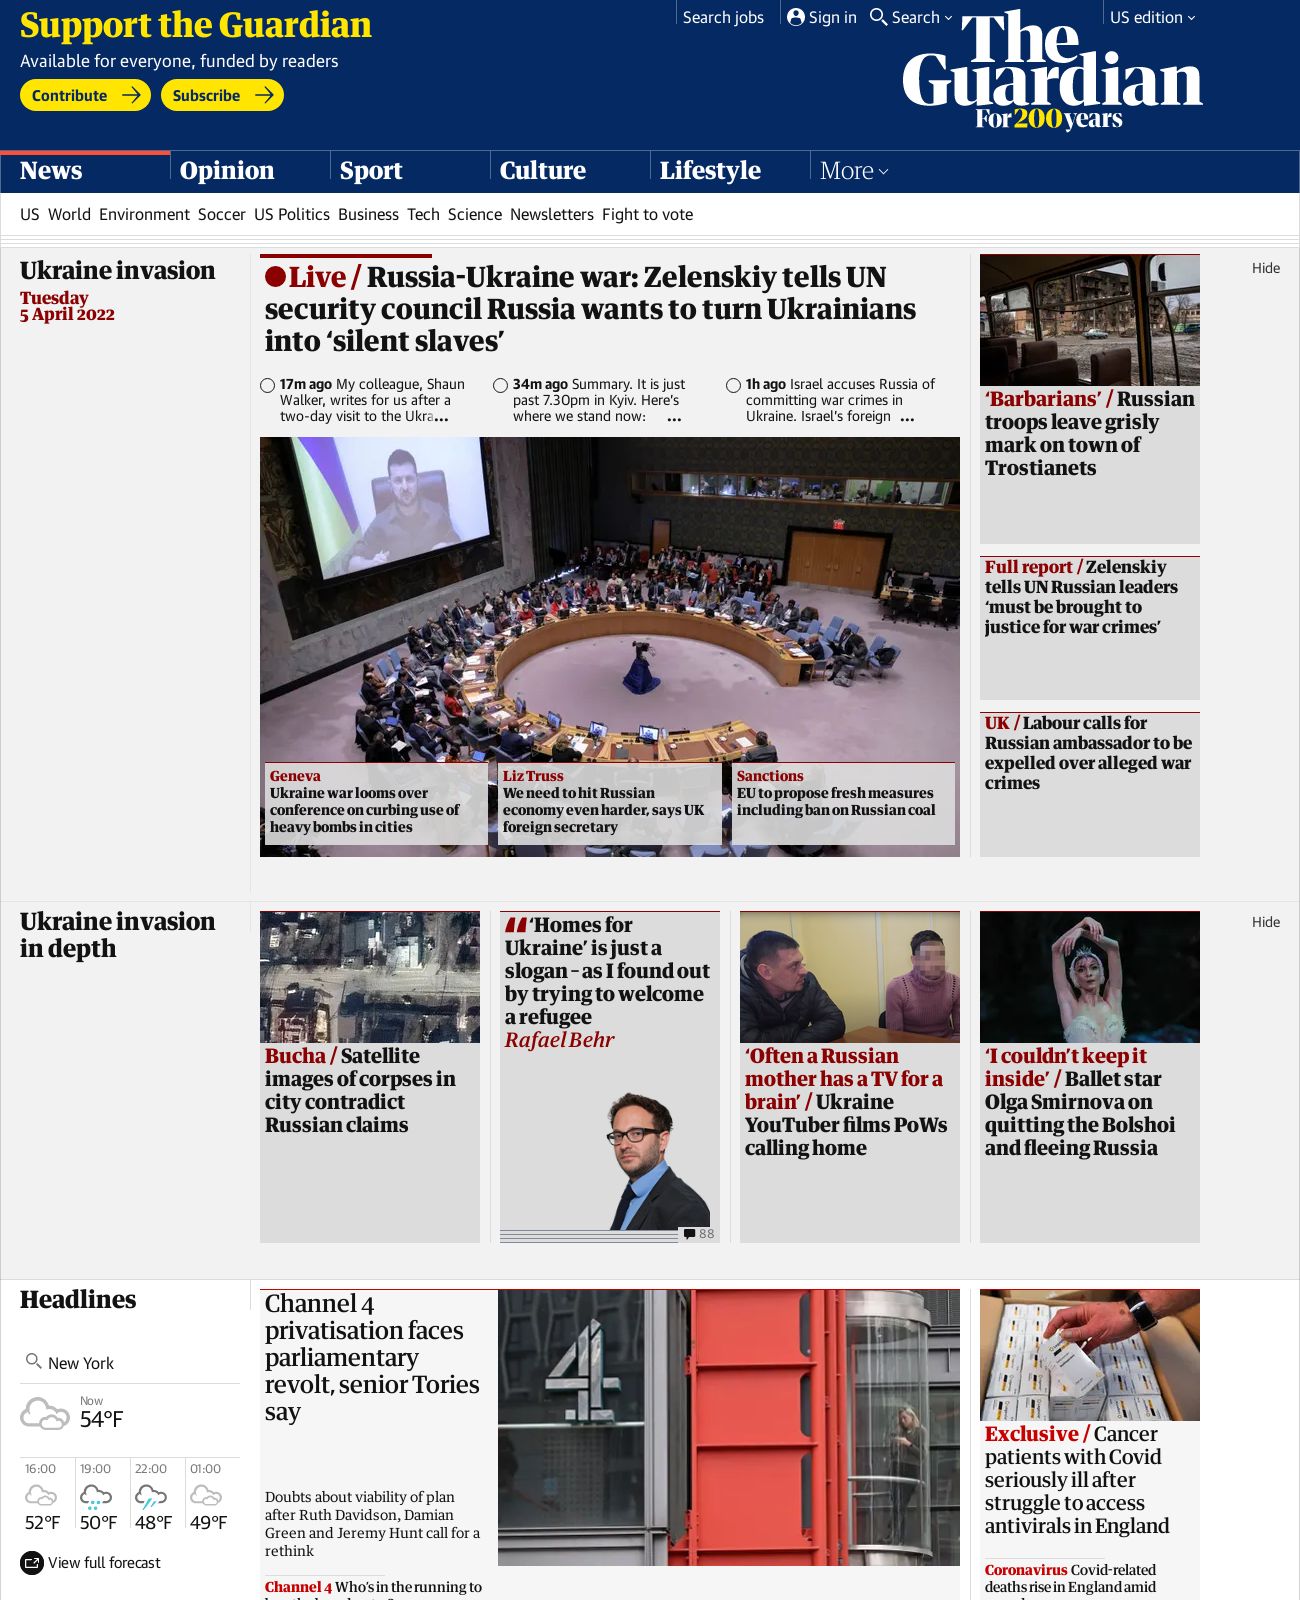 Support the Guardian
Available for everyone, funded by readers
Contribute
Subscribe
Search jobs
Sign in
Search
US edition
The
Guardian
For 200 years
News
Opinion
Sport
Culture
Lifestyle
More
US World Environment Soccer US Politics Business Tech Science Newsletters Fight to vote
Ukraine invasion
Tuesday
5 April 2022
Hide
Live / Russia-Ukraine war: Zelenskiy tells UN
security council Russia wants to turn Ukrainians
into ‘silent slaves’
17m ago My colleague, Shaun
Walker, writes for us after a
two-day visit to the Ukra...
34m ago Summary. It is just
past 7.30pm in Kyiv. Here’s
where we stand now: ...
1h ago Israel accuses Russia of
committing war crimes in
Ukraine. Israel’s foreign ...
Geneva
Ukraine war looms over
conference on curbing use of
heavy bombs in cities
Liz Truss
We need to hit Russian
economy even harder, says UK
foreign secretary
Sanctions
EU to propose fresh measures
including ban on Russian coal
‘Barbarians’ / Russian
troops leave grisly
mark on town of
Trostianets
Full report / Zelenskiy
tells UN Russian leaders
‘must be brought to
justice for war crimes’
UK / Labour calls for
Russian ambassador to be
expelled over alleged war
crimes
Ukraine invasion
in depth
Hide
Bucha / Satellite
images of corpses in
city contradict
Russian claims
‘Homes for
Ukraine’ is just a
slogan – as I found out
by trying to welcome
a refugee
Rafael Behr
88
‘Often a Russian
mother has a TV for a
brain’ / Ukraine
YouTuber films PoWs
calling home
‘I couldn’t keep it
inside’ / Ballet star
Olga Smirnova on
quitting the Bolshoi
and fleeing Russia
Headlines
New York
Now
54°F
16:00 19:00 22:00 01:00
52°F 50°F 48°F 49°F
View full forecast
Channel 4
privatisation faces
parliamentary
revolt, senior Tories
say
Doubts about viability of plan
after Ruth Davidson, Damian
Green and Jeremy Hunt call for a
rethink
Channel 4 Who’s in the running to
4
Exclusive / Cancer
patients with Covid
seriously ill after
struggle to access
antivirals in England
Coronavirus Covid-related
deaths rise in England amid